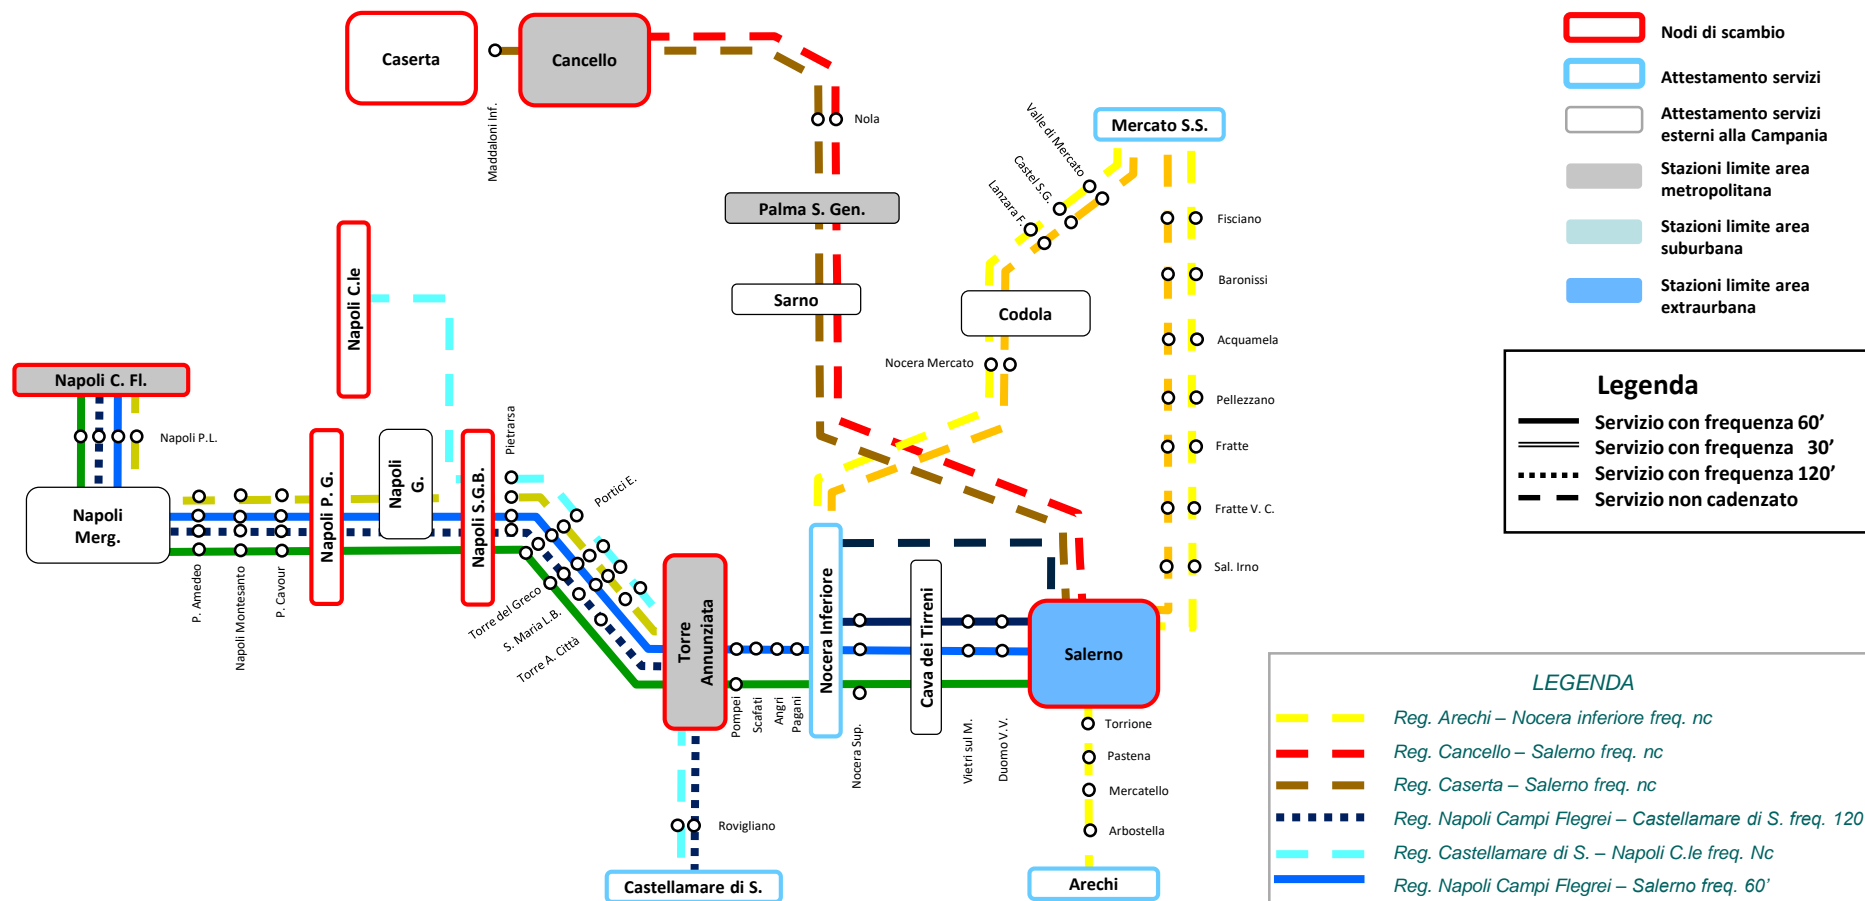 Caserta
Cancello
Maddaloni Inf.
Nola
Palma S. Gen.
Sarno
Mercato S.S.
Valle di Mercato
Castel S.G.
Lanzara F.
Codola
Nocera Mercato
Fisciano
Baronissi
Acquamela
Pellezzano
Fratte
Fratte V. C.
Sal. Irno
Napoli C.le
Napoli C. Fl.
Napoli P.L.
Napoli
Merg.
P. Amedeo
Napoli Montesanto
P. Cavour
Napoli P. G.
Napoli
G.
Napoli S.G.B.
Pietrarsa
Portici E.
Torre del Greco
S. Maria L.B.
Torre A. Città
Torre
Annunziata
Pompei
Scafati
Angri
Pagani
Nocera Inferiore
Nocera Sup.
Cava dei Tirreni
Vietri sul M.
Duomo V.V.
Salerno
Torrione
Pastena
Mercatello
Arbostella
Arechi
Rovigliano
Castellamare di S.
Nodi di scambio
Attestamento servizi
Attestamento servizi
esterni alla Campania
Stazioni limite area
metropolitana
Stazioni limite area
suburbana
Stazioni limite area
extraurbana
Legenda
Servizio con frequenza 60’
Servizio con frequenza 30’
Servizio con frequenza 120’
Servizio non cadenzato
LEGENDA
Reg. Arechi – Nocera inferiore freq. nc
Reg. Cancello – Salerno freq. nc
Reg. Caserta – Salerno freq. nc
Reg. Napoli Campi Flegrei – Castellamare di S. freq. 120
Reg. Castellamare di S. – Napoli C.le freq. Nc
Reg. Napoli Campi Flegrei – Salerno freq. 60’